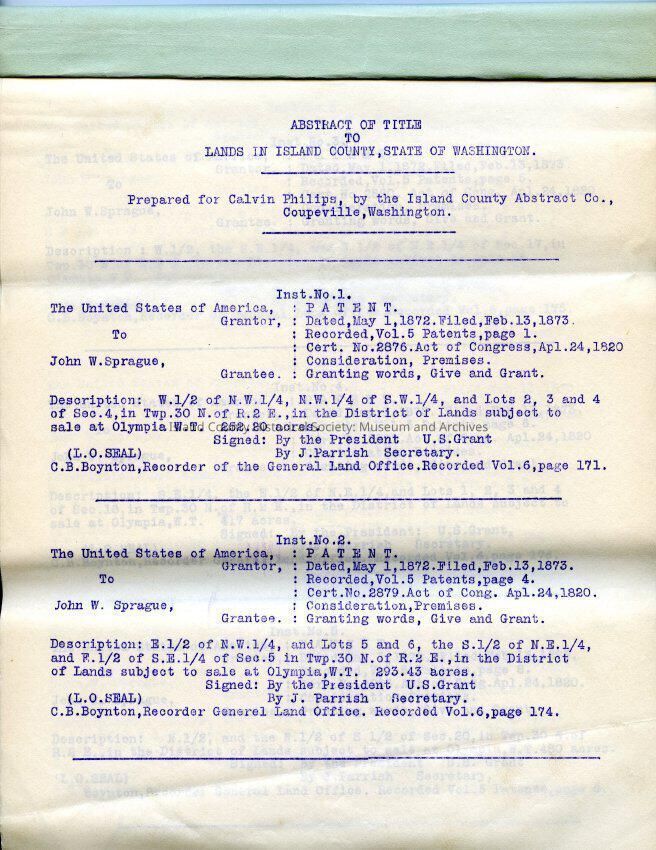 ABSTRACT OF TITLE
TO
LANDS IN ISLAND COUNTY,STATE OF WASHINGTON.
Prepared for Calvin Philips, by the Island County Abstract Co.,
Coupeville,Washington.
Inst.No.1.
The United States of America, : P A T E N T.
Grantor, : Dated,May 1,1872.Filed,Feb.13,1873.
To : Recorded,Vol.5 Patents,page 1.
: Cert. No.2876.Act of Congress,Apl.24,1820
John W.Sprague, : Consideration, Premises.
Grantee. : Granting words, Give and Grant.
Description: W.1/2 of N.W.1/4, N.W.1/4 of S.W.1/4, and Lots 2, 3 and 4
of Sec.4,in Twp.30 N.of R.2 E.,in the District of Lands subject to
sale at Olympia,W.T. 252.20 acres.
Island County Historical Society: Museum and Archives
Signed: By the President U.S.Grant
(L.O.SEAL) By J.Parrish Secretary.
C.B.Boynton,Recorder of the General Land Office.Recorded Vol.6,page 171.
Inst.No.2.
The United States of America, : P A T E N T.
Grantor, : Dated,May 1,1872.Filed,Feb.13,1873.
To : Recorded,Vol.5 Patents,page 4.
: Cert.No.2879.Act of Cong. Apl.24,1820.
John W. Sprague, : Consideration,Premises.
Grantee. : Granting words, Give and Grant.
Description: E.1/2 of N.W.1/4, and Lots 5 and 6, the S.1/2 of N.E.1/4,
and F.1/2 of S.E.1/4 of Sec.5 in Twp.30 N.of R.2 E.,in the District
of Lands subject to sale at Olympia,W.T. 293.43 acres.
Signed: By the President U.S.Grant
(L.O.SEAL) By J. Parrish Secretary.
C.B.Boynton,Recorder Generel Land Office. Recorded Vol.6,page 174.